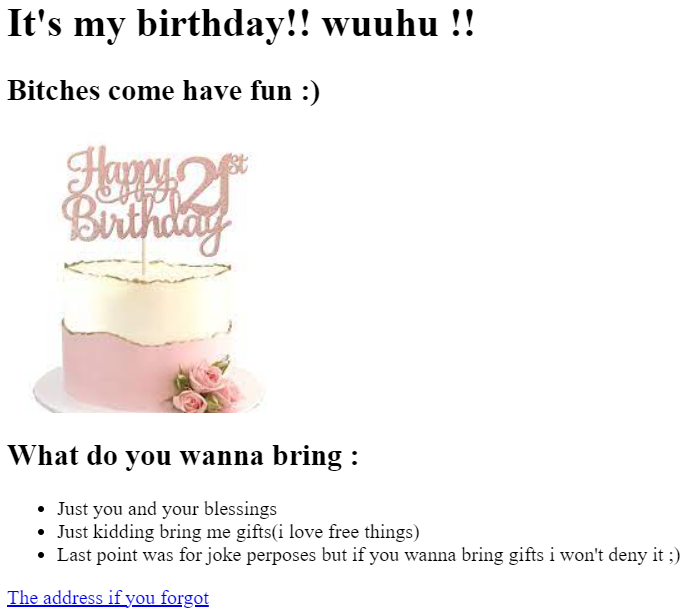 It's my birthday!! wuuhu !!
Bitches come have fun :)
Happy 21st
Birthday
What do you wanna bring :
Just you and your blessings
Just kidding bring me gifts(i love free things)
Last point was for joke perposes but if you wanna bring gifts i won't deny it ;)
The address if you forgot